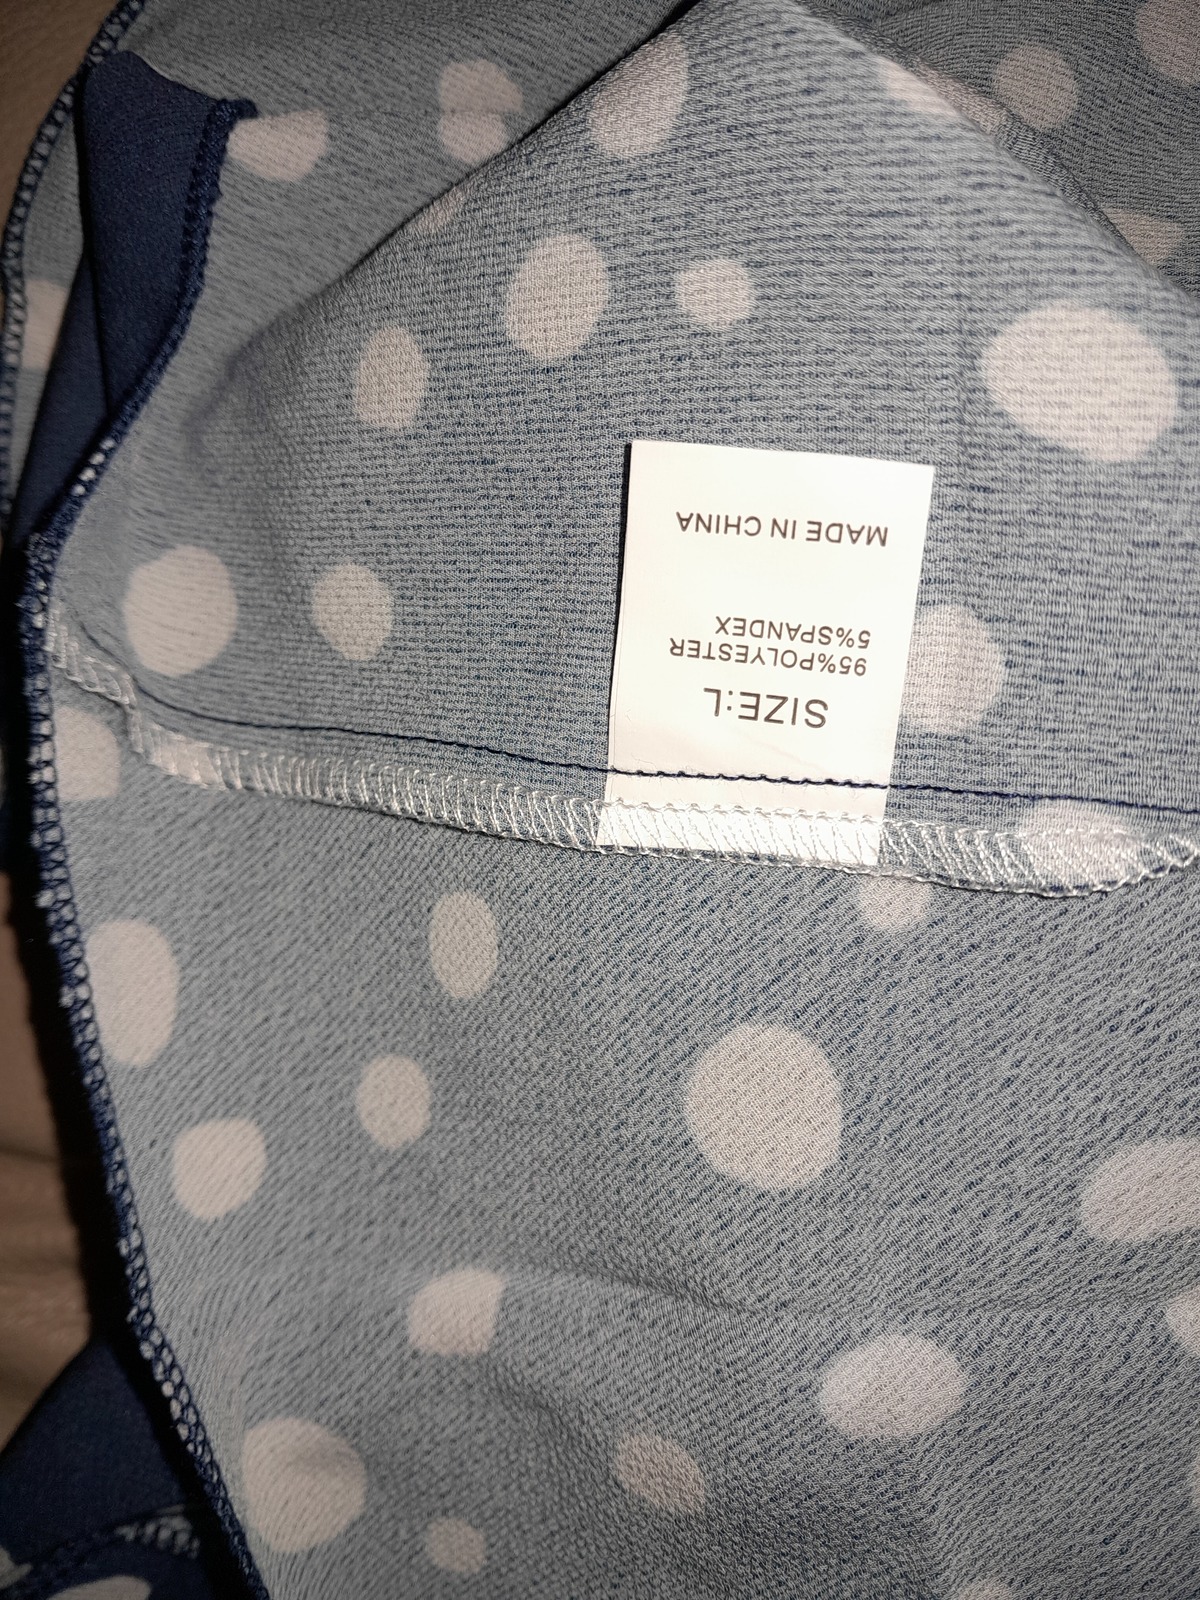 SIZE:L
95%POLYESTER
5%SPANDEX
MADE IN CHINA